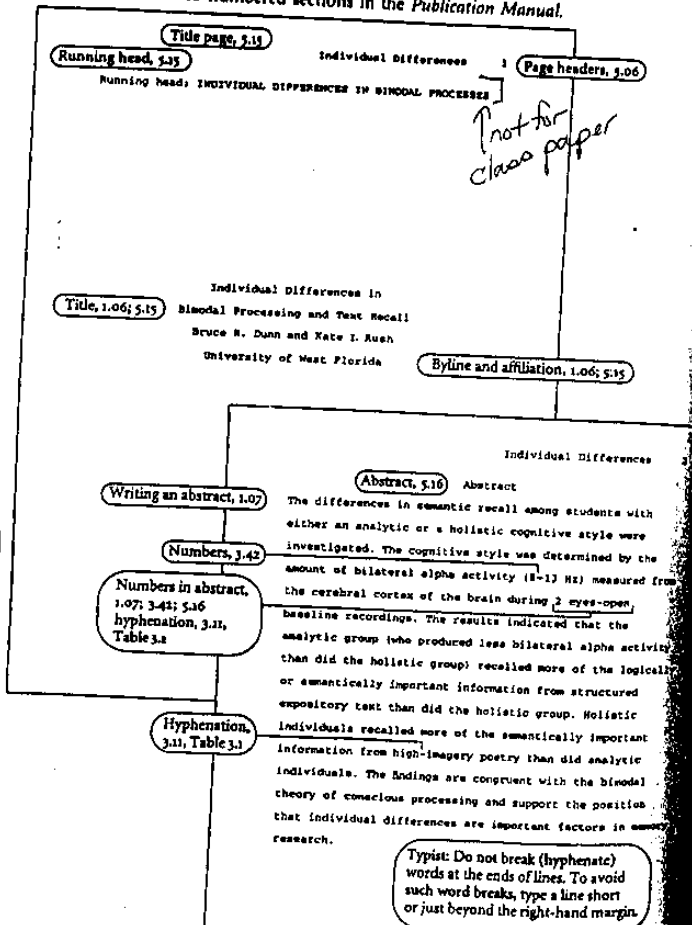 numbered sections in the Publication Manual.
Title page, 5.15
Running head, 5.15
Individual Differences 1
Page headers, 5.06
Running head: INDIVIDUAL DIFFERENCES IN BIMODAL PROCESSES
↑not for
class paper
Individual Differences in
Title, 1.06; 5.15
Bimodal Processing and Text Recall
Bruce R. Dunn and Kate I. Rush
University of West Florida
Byline and affiliation, 1.06; 5.15
Individual Differences
Abstract, 5.16
Abstract
Writing an abstract, 1.07
The differences in semantic recall among students with
either an analytic or a holistic cognitive style were
Numbers, 3.42
investigated. The cognitive style was determined by the
amount of bilateral alpha activity (8-13 Hz) measured from
Numbers in abstract,
1.07; 3.42; 5.16
hyphenation, 3.11,
Table 3.1
the cerebral cortex of the brain during 2 eyes-open,
baseline recordings. The results indicated that the
analytic group (who produced less bilateral alpha activity
than did the holistic group) recalled more of the logically
or semantically important information from structured
expository text than did the holistic group. Holistic
Hyphenation,
3.11, Table 3.1
individuals recalled more of the semantically important
information from high-imagery poetry than did analytic
individuals. The findings are congruent with the bimodal
theory of conscious processing and support the position
that individual differences are important factors in memory
research.
Typist: Do not break (hyphenate)
words at the ends of lines. To avoid
such word breaks, type a line short
or just beyond the right-hand margin.